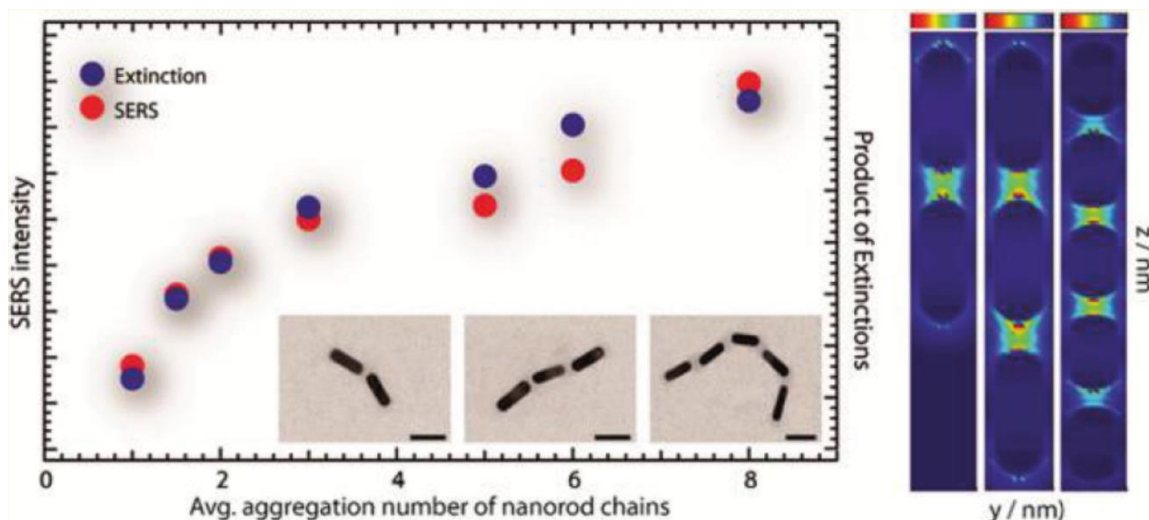 Extinction
SERS
SERS intensity
Product of Extinctions
0
2
4
6
8
Avg. aggregation number of nanorod chains
z / nm
y / nm)